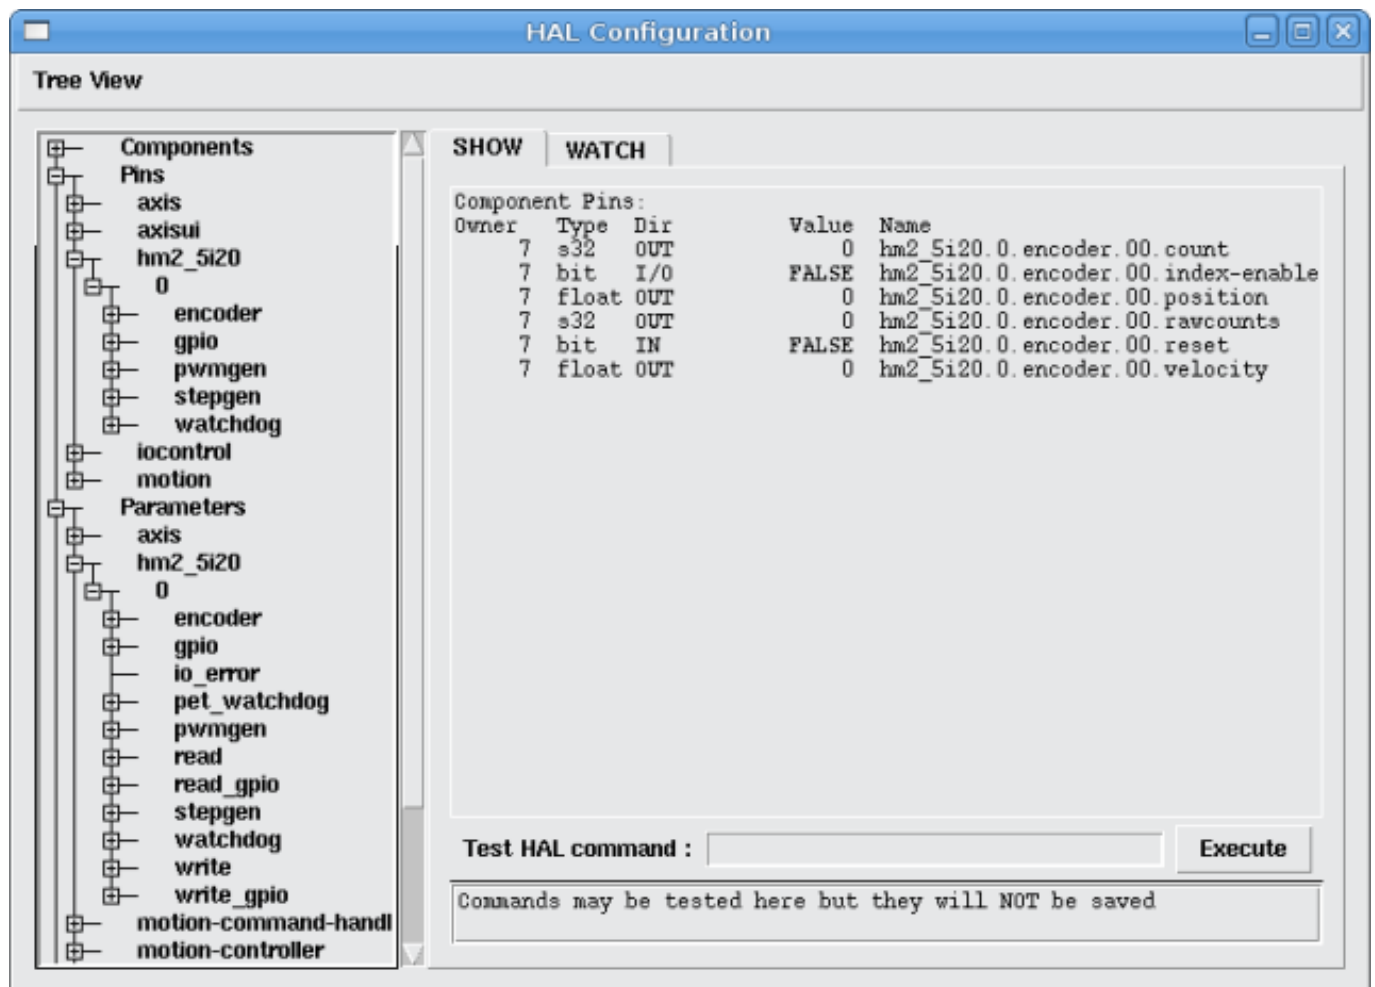 HAL Configuration
Tree View
Components
Pins
axis
axisui
hm2_5i20
0
encoder
gpio
pwmgen
stepgen
watchdog
iocontrol
motion
Parameters
axis
hm2_5i20
0
encoder
gpio
io_error
pet_watchdog
pwmgen
read
read_gpio
stepgen
watchdog
write
write_gpio
motion-command-handl
motion-controller
SHOW WATCH
Component Pins:
Owner Type Dir Value Name
7 s32 OUT 0 hm2_5i20.0.encoder.00.count
7 bit I/O FALSE hm2_5i20.0.encoder.00.index-enable
7 float OUT 0 hm2_5i20.0.encoder.00.position
7 s32 OUT 0 hm2_5i20.0.encoder.00.rawcounts
7 bit IN FALSE hm2_5i20.0.encoder.00.reset
7 float OUT 0 hm2_5i20.0.encoder.00.velocity
Test HAL command : Execute
Commands may be tested here but they will NOT be saved